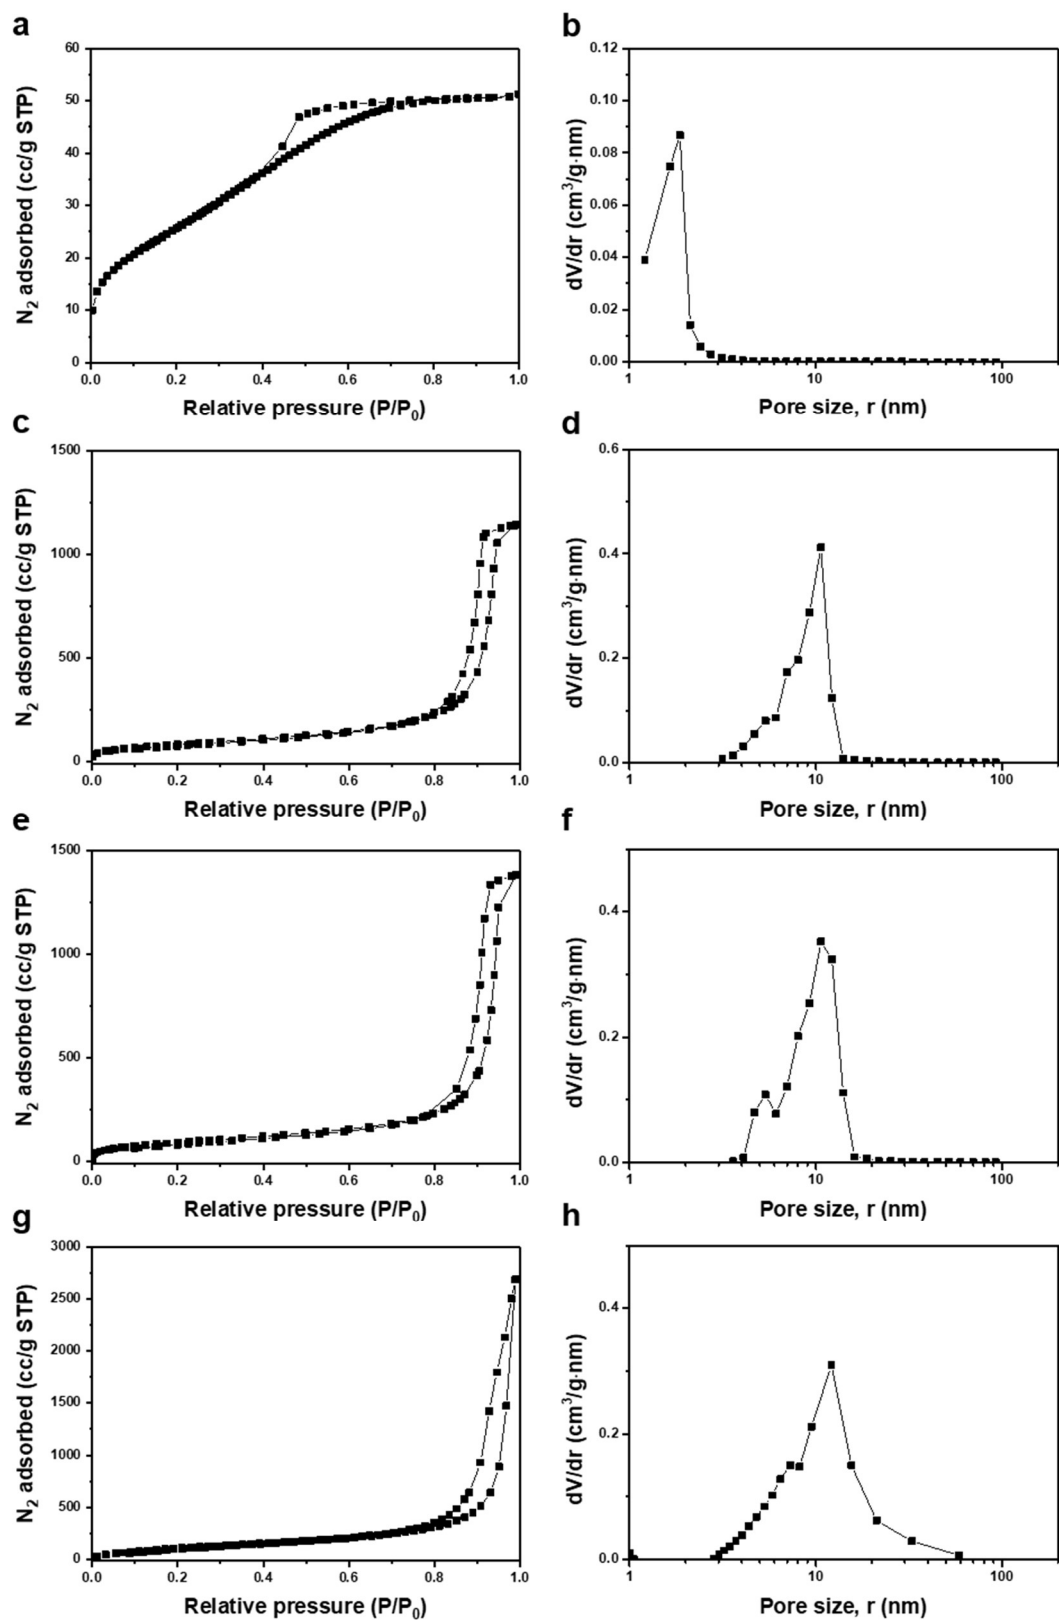 a
60
50
40
30
20
10
0
N₂ adsorbed (cc/g STP)
0.0 0.2 0.4 0.6 0.8 1.0
Relative pressure (P/P₀)
b
0.12
0.10
0.08
0.06
0.04
0.02
0.00
dV/dr (cm³/g·nm)
1 10 100
Pore size, r (nm)
c
1500
1000
500
0
N₂ adsorbed (cc/g STP)
0.0 0.2 0.4 0.6 0.8 1.0
Relative pressure (P/P₀)
d
0.6
0.4
0.2
0.0
dV/dr (cm³/g·nm)
1 10 100
Pore size, r (nm)
e
1500
1000
500
0
N₂ adsorbed (cc/g STP)
0.0 0.2 0.4 0.6 0.8 1.0
Relative pressure (P/P₀)
f
0.4
0.2
0.0
dV/dr (cm³/g·nm)
1 10 100
Pore size, r (nm)
g
3000
2500
2000
1500
1000
500
0
N₂ adsorbed (cc/g STP)
0.0 0.2 0.4 0.6 0.8 1.0
Relative pressure (P/P₀)
h
0.4
0.2
0.0
dV/dr (cm³/g·nm)
1 10 100
Pore size, r (nm)